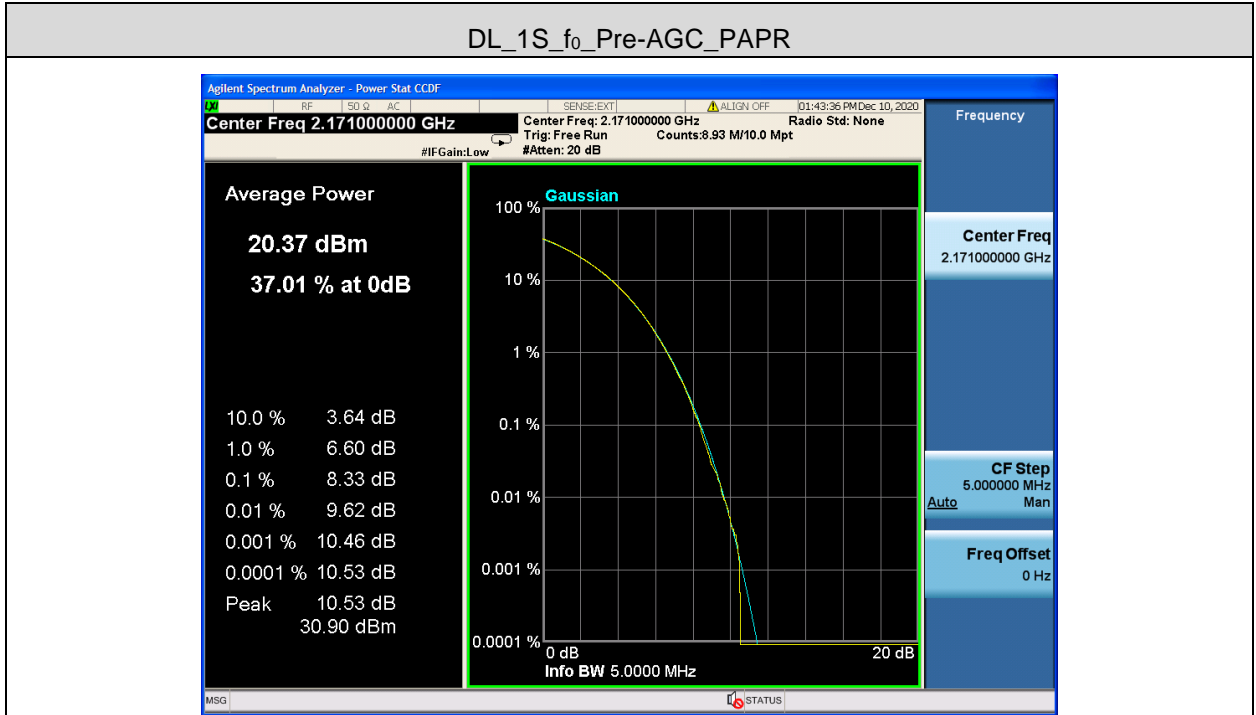 DL_1S_f₀_Pre-AGC_PAPR
Agilent Spectrum Analyzer - Power Stat CCDF
LXI RF 50 Ω AC SENSE:EXT ALIGN OFF 01:43:36 PM Dec 10, 2020
Center Freq 2.171000000 GHz
Center Freq: 2.171000000 GHz Radio Std: None
Trig: Free Run Counts:8.93 M/10.0 Mpt
#IFGain:Low #Atten: 20 dB
Frequency
Average Power
20.37 dBm
37.01 % at 0dB
10.0 % 3.64 dB
1.0 % 6.60 dB
0.1 % 8.33 dB
0.01 % 9.62 dB
0.001 % 10.46 dB
0.0001 % 10.53 dB
Peak 10.53 dB
30.90 dBm
Gaussian
100 %
10 %
1 %
0.1 %
0.01 %
0.001 %
0.0001 %
0 dB 20 dB
Info BW 5.0000 MHz
Center Freq
2.171000000 GHz
CF Step
5.000000 MHz
Auto Man
Freq Offset
0 Hz
MSG STATUS